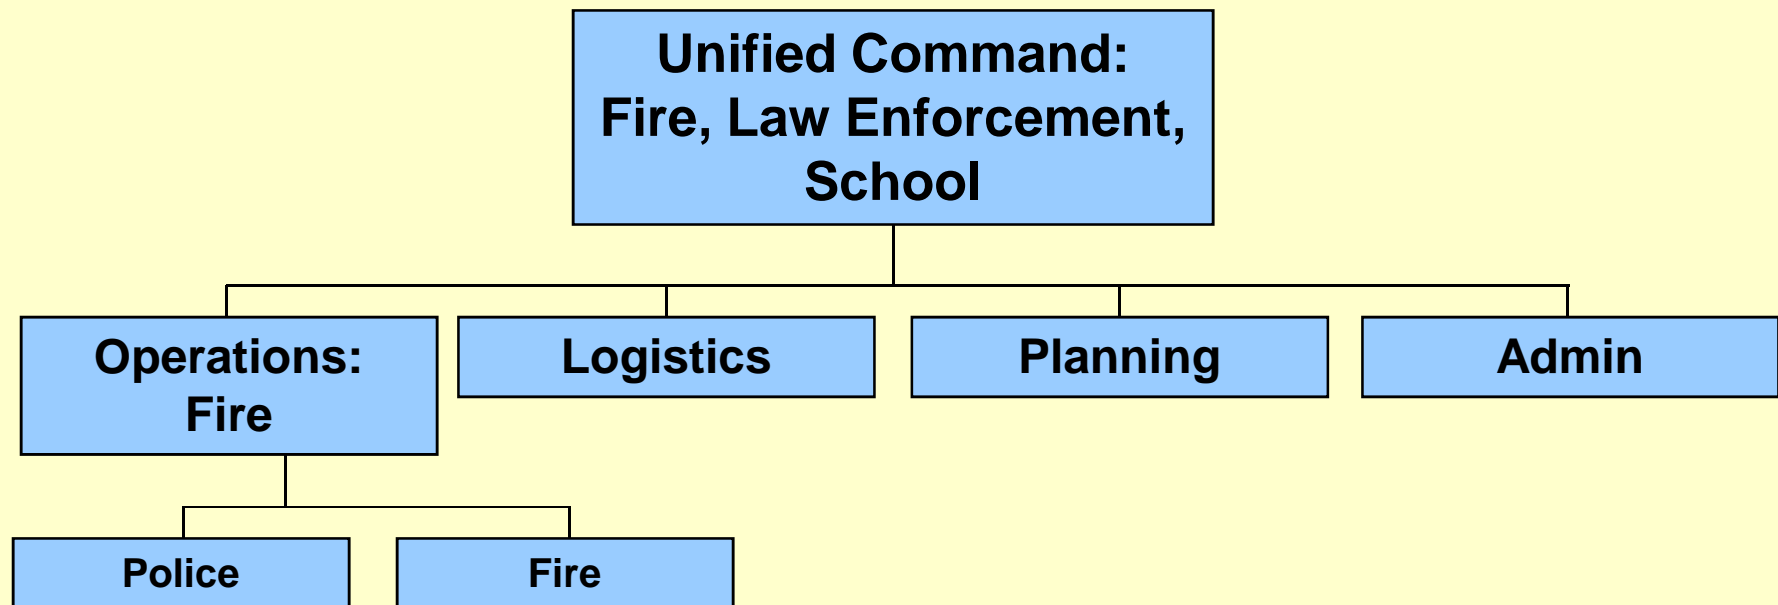 Unified Command:
Fire, Law Enforcement,
School
Operations:
Fire
Logistics
Planning
Admin
Police
Fire